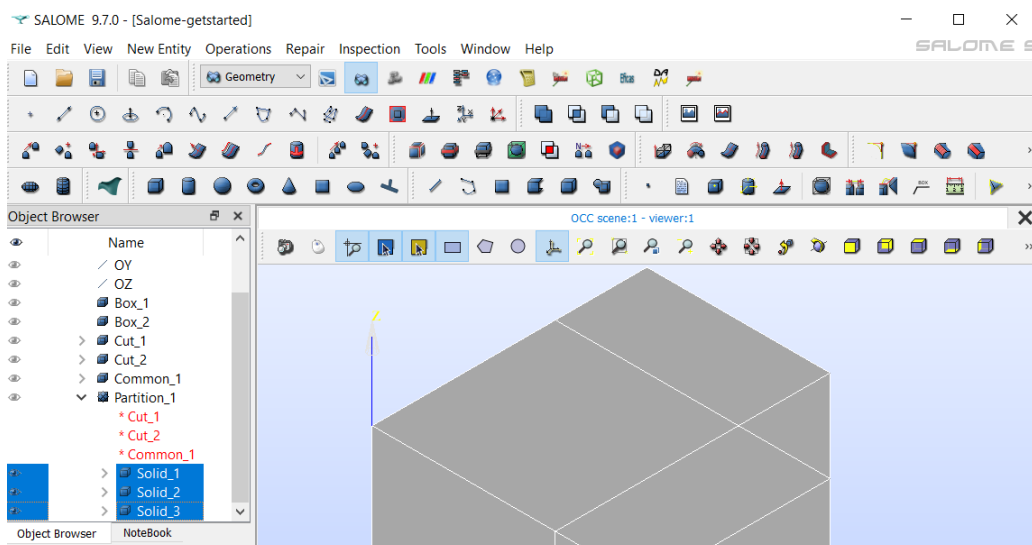 SALOME 9.7.0 - [Salome-getstarted]
File Edit View New Entity Operations Repair Inspection Tools Window Help
SALOME S
Geometry
Object Browser
OCC scene:1 - viewer:1
Name
OY
OZ
Box_1
Box_2
Cut_1
Cut_2
Common_1
Partition_1
* Cut_1
* Cut_2
* Common_1
Solid_1
Solid_2
Solid_3
Object Browser NoteBook